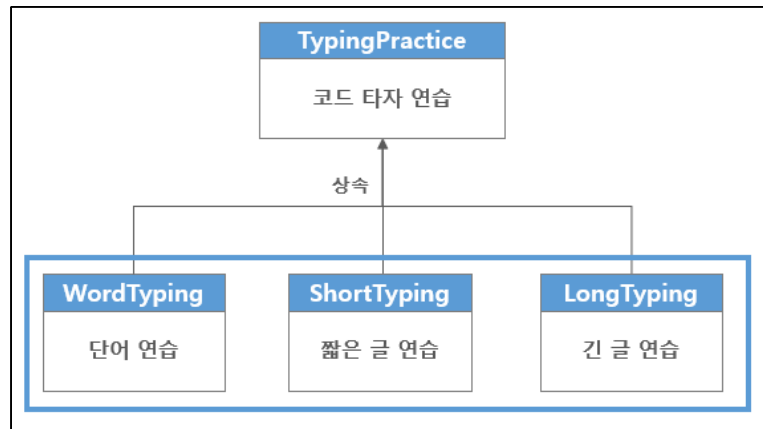 TypingPractice
코드 타자 연습
상속
WordTyping
단어 연습
ShortTyping
짧은 글 연습
LongTyping
긴 글 연습